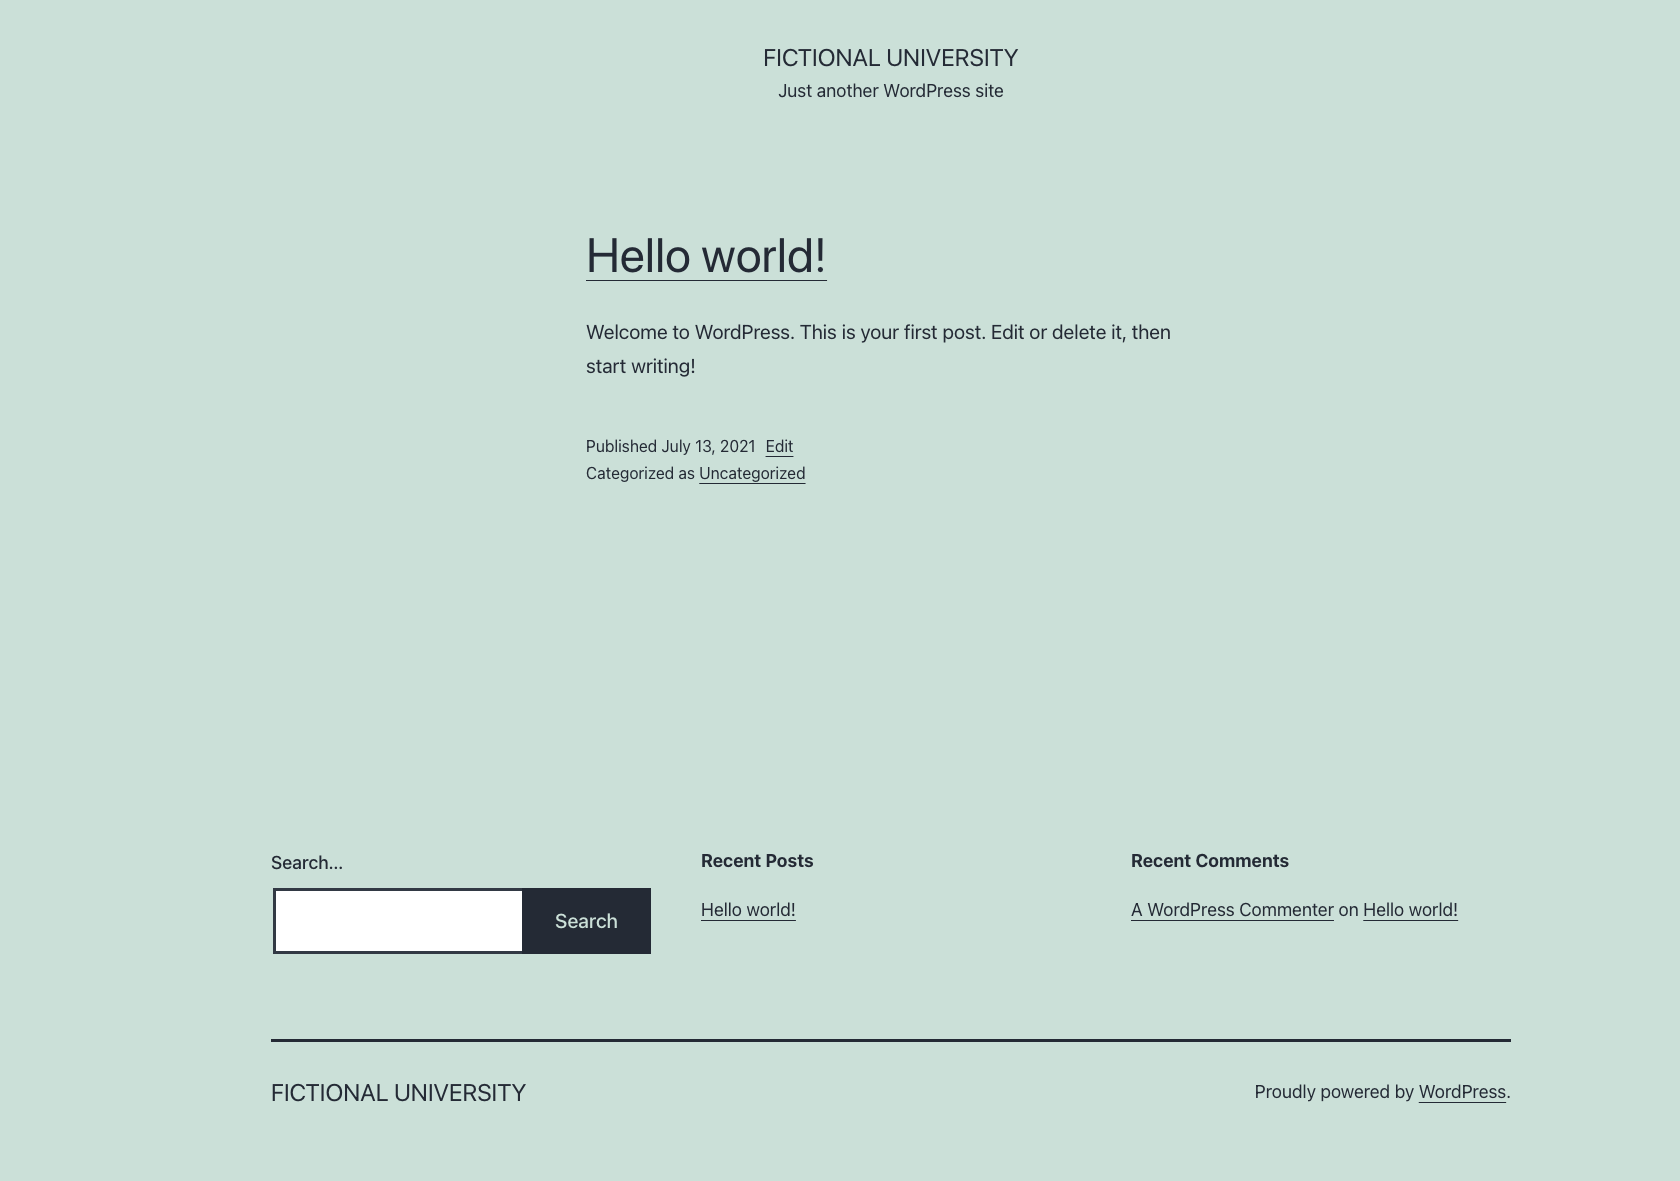 FICTIONAL UNIVERSITY
Just another WordPress site
Hello world!
Welcome to WordPress. This is your first post. Edit or delete it, then
start writing!
Published July 13, 2021 Edit
Categorized as Uncategorized
Search…
Search
Recent Posts
Hello world!
Recent Comments
A WordPress Commenter on Hello world!
FICTIONAL UNIVERSITY
Proudly powered by WordPress.